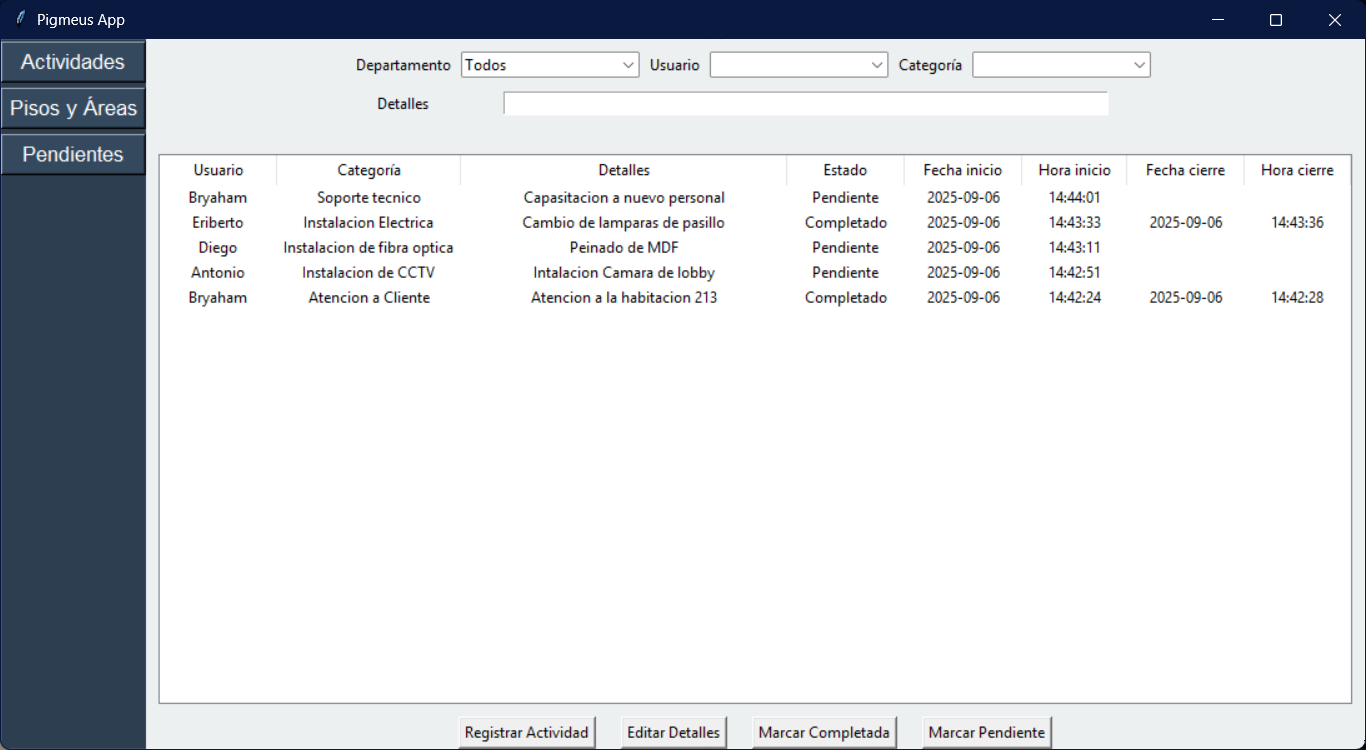 Pigmeus App
Actividades
Pisos y Áreas
Pendientes
Departamento Todos Usuario Categoría
Detalles
Usuario Categoría Detalles Estado Fecha inicio Hora inicio Fecha cierre Hora cierre
Bryaham Soporte tecnico Capasitacion a nuevo personal Pendiente 2025-09-06 14:44:01
Eriberto Instalacion Electrica Cambio de lamparas de pasillo Completado 2025-09-06 14:43:33 2025-09-06 14:43:36
Diego Instalacion de fibra optica Peinado de MDF Pendiente 2025-09-06 14:43:11
Antonio Instalacion de CCTV Intalacion Camara de lobby Pendiente 2025-09-06 14:42:51
Bryaham Atencion a Cliente Atencion a la habitacion 213 Completado 2025-09-06 14:42:24 2025-09-06 14:42:28
Registrar Actividad Editar Detalles Marcar Completada Marcar Pendiente